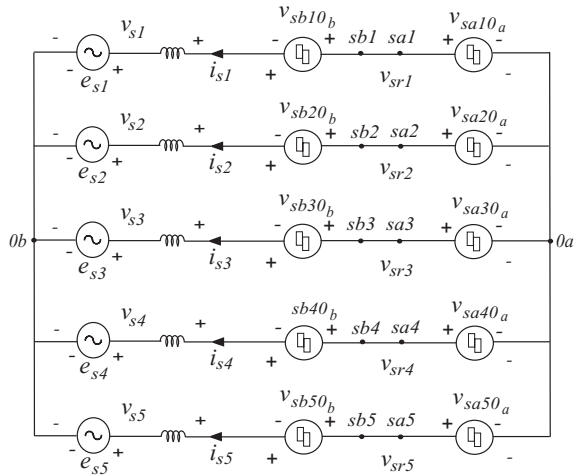 - v_s1 + - v_sb10_b + sb1 sa1 + v_sa10_a -
- e_s1 + i_s1 + v_sr1 -
- v_s2 + - v_sb20_b + sb2 sa2 + v_sa20_a -
- e_s2 + i_s2 + v_sr2 -
- v_s3 + - v_sb30_b + sb3 sa3 + v_sa30_a -
0b 0a
- e_s3 + i_s3 + v_sr3 -
- v_s4 + - sb40_b + sb4 sa4 + v_sa40_a -
- e_s4 + i_s4 + v_sr4 -
- v_s5 + - v_sb50_b + sb5 sa5 + v_sa50_a -
- e_s5 + i_s5 + v_sr5 -